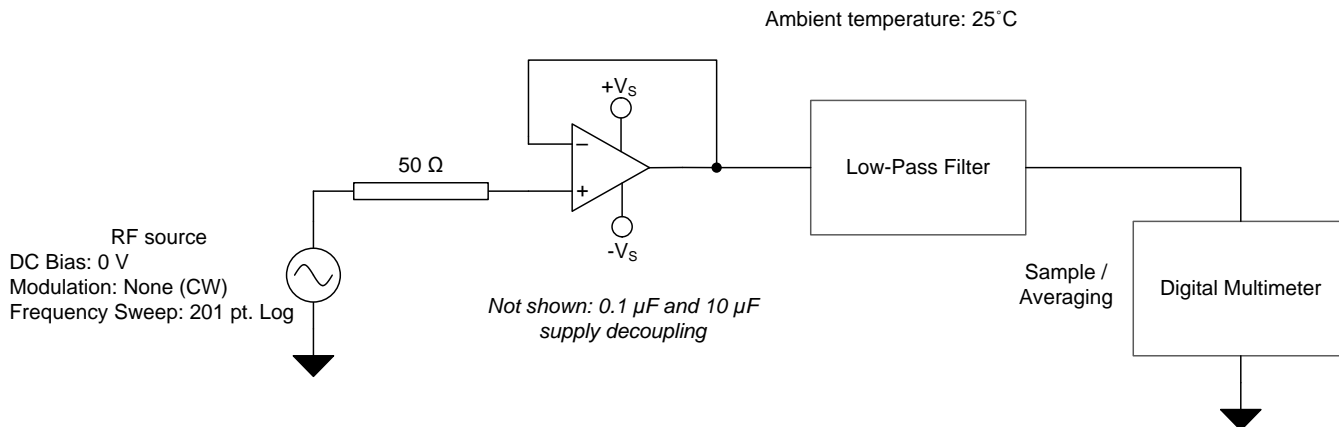 Ambient temperature: 25˚C
+VS
50 Ω
−
Low-Pass Filter
+
-VS
RF source
DC Bias: 0 V
Modulation: None (CW)
Frequency Sweep: 201 pt. Log
Not shown: 0.1 µF and 10 µF
supply decoupling
Sample /
Averaging
Digital Multimeter